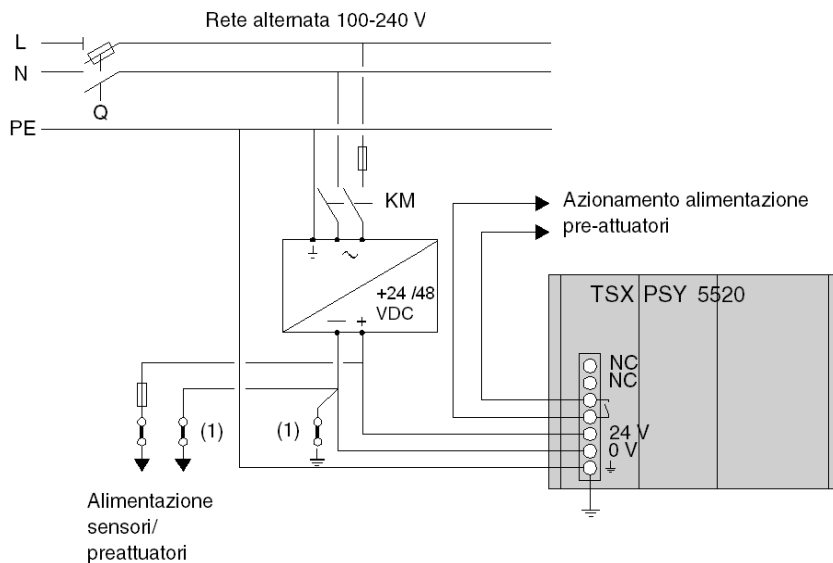 Rete alternata 100-240 V
L
N
Q
PE
KM
Azionamento alimentazione
pre-attuatori
+24 /48
VDC
— +
TSX PSY 5520
NC
NC
24 V
0 V
(1)
(1)
Alimentazione
sensori/
preattuatori